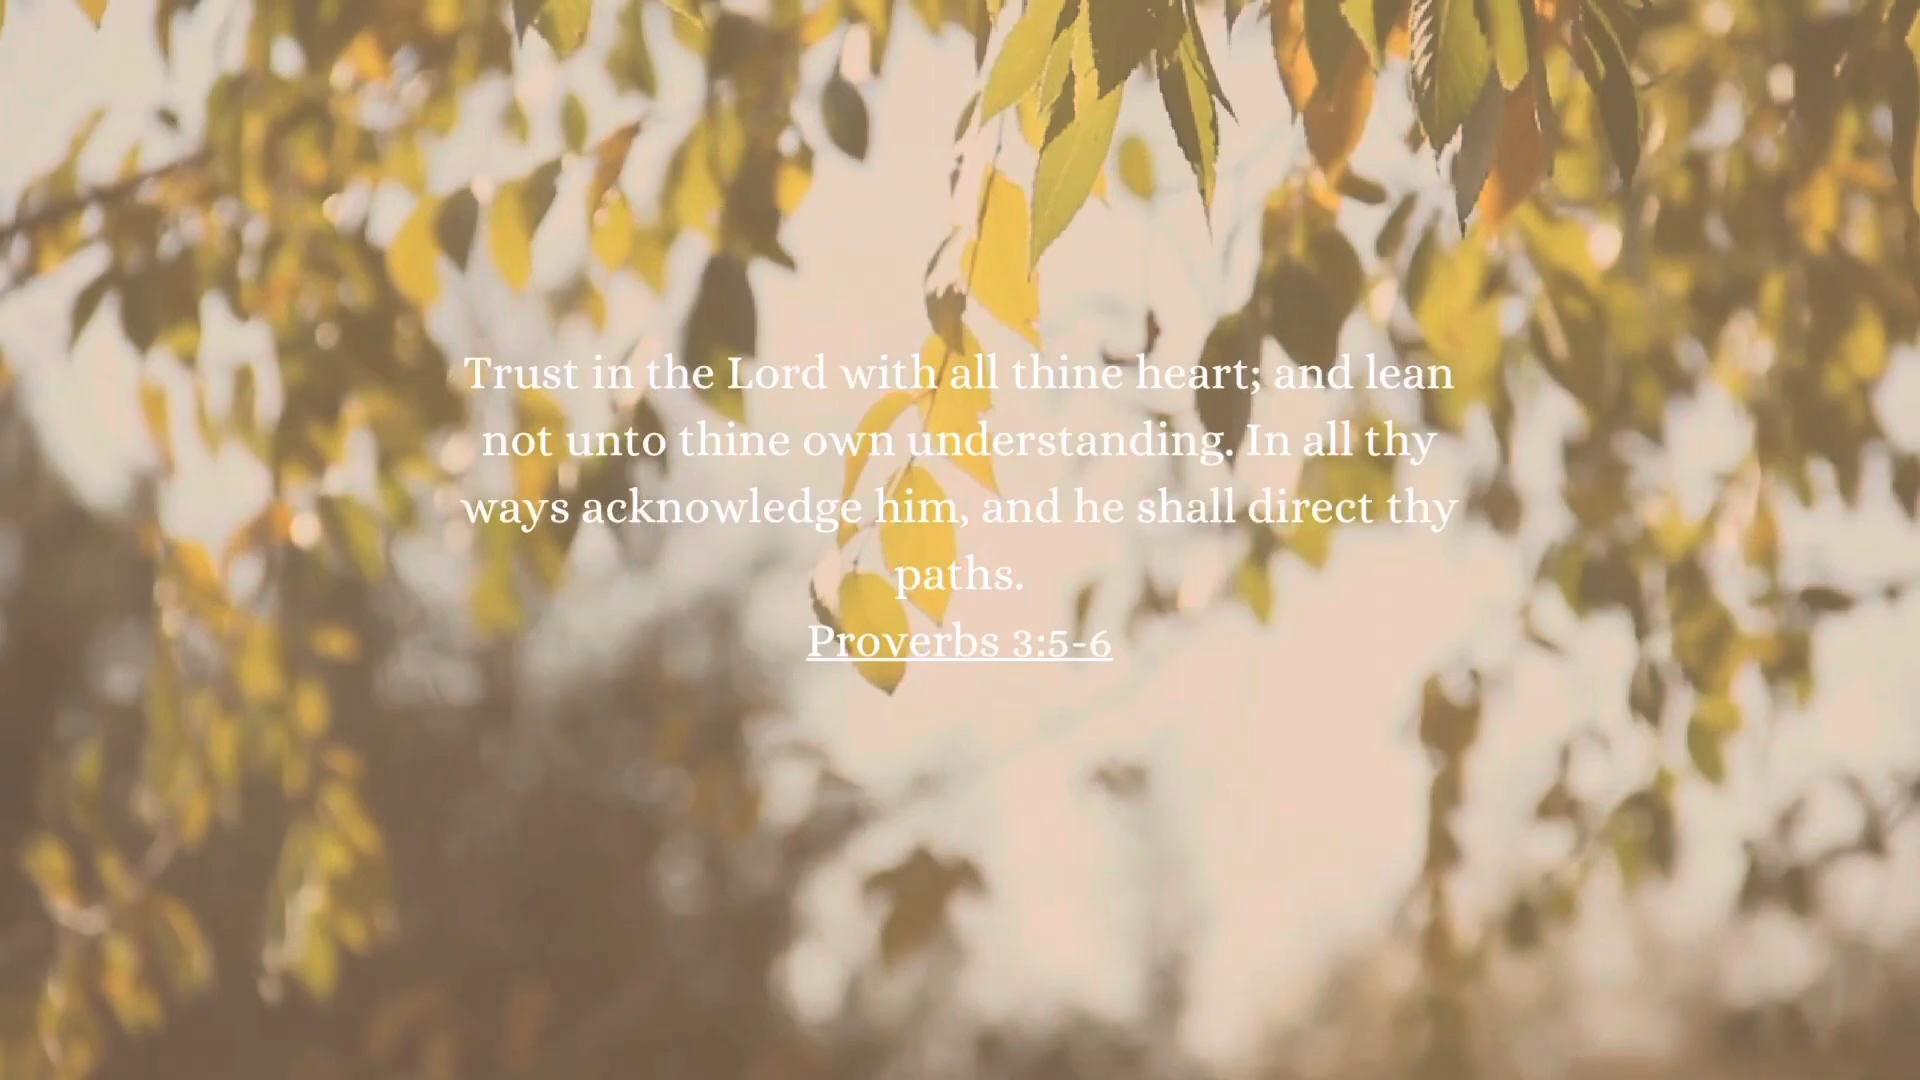 Trust in the Lord with all thine heart; and lean
not unto thine own understanding. In all thy
ways acknowledge him, and he shall direct thy
paths.
Proverbs 3:5-6